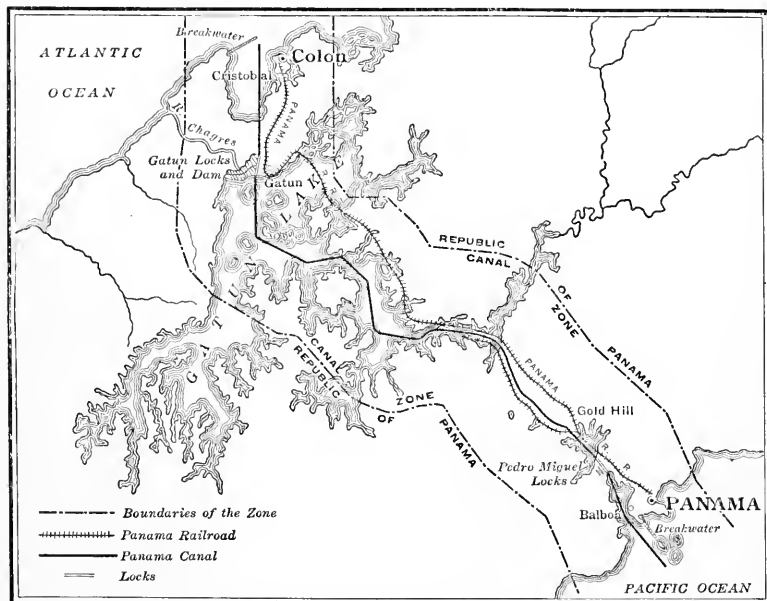 Breakwater
ATLANTIC
OCEAN
Colon
Cristobal
PANAMA
R. Chagres
Gatun Locks
and Dam
Gatun
R. R.
GATUN LAKE
REPUBLIC OF PANAMA
CANAL ZONE
CANAL ZONE
REPUBLIC OF PANAMA
PANAMA R. R.
Gold Hill
Pedro Miguel
Locks
PANAMA
Balboa
Breakwater
PACIFIC OCEAN
Boundaries of the Zone
Panama Railroad
Panama Canal
Locks